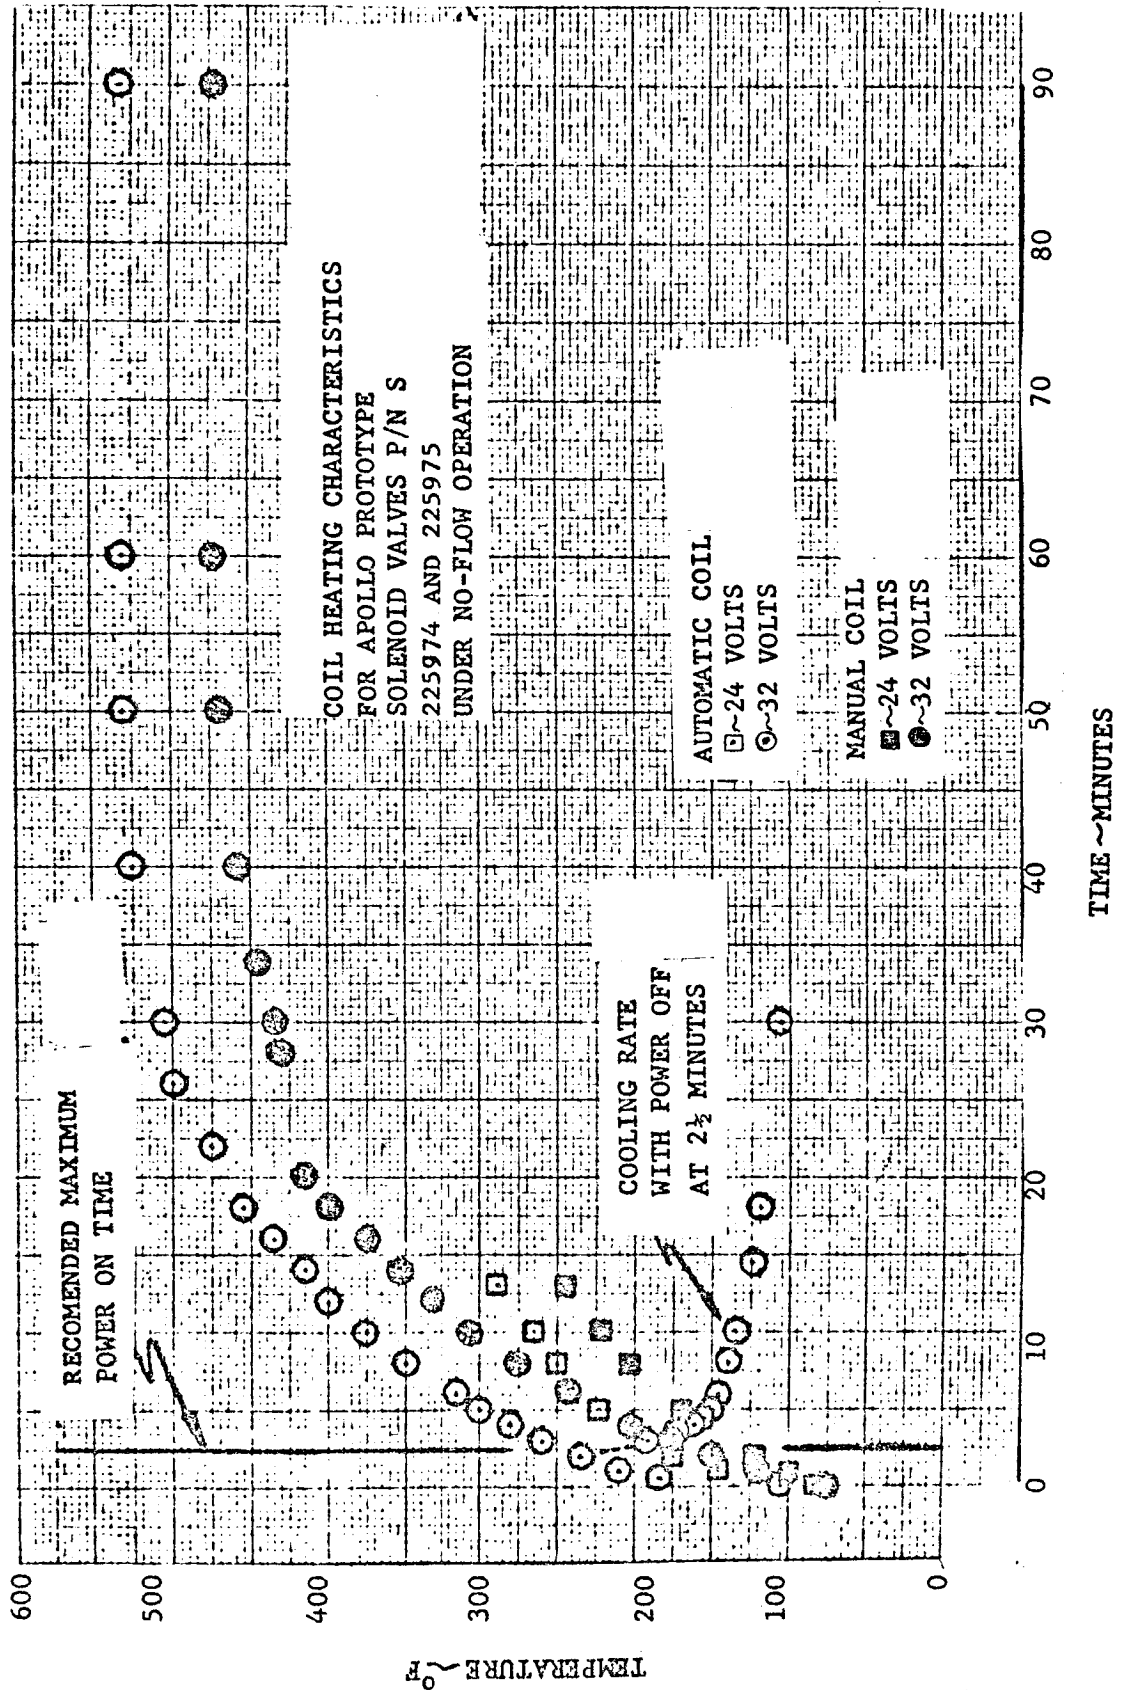 COIL HEATING CHARACTERISTICS
FOR APOLLO PROTOTYPE
SOLENOID VALVES P/N S
225974 AND 225975
UNDER NO-FLOW OPERATION
RECOMENDED MAXIMUM
POWER ON TIME
AUTOMATIC COIL
⊡~24 VOLTS
⊙~32 VOLTS
MANUAL COIL
■~24 VOLTS
●~32 VOLTS
COOLING RATE
WITH POWER OFF
AT 2½ MINUTES
TEMPERATURE ~ °F
600
500
400
300
200
100
0
0
10
20
30
40
50
60
70
80
90
TIME ~MINUTES